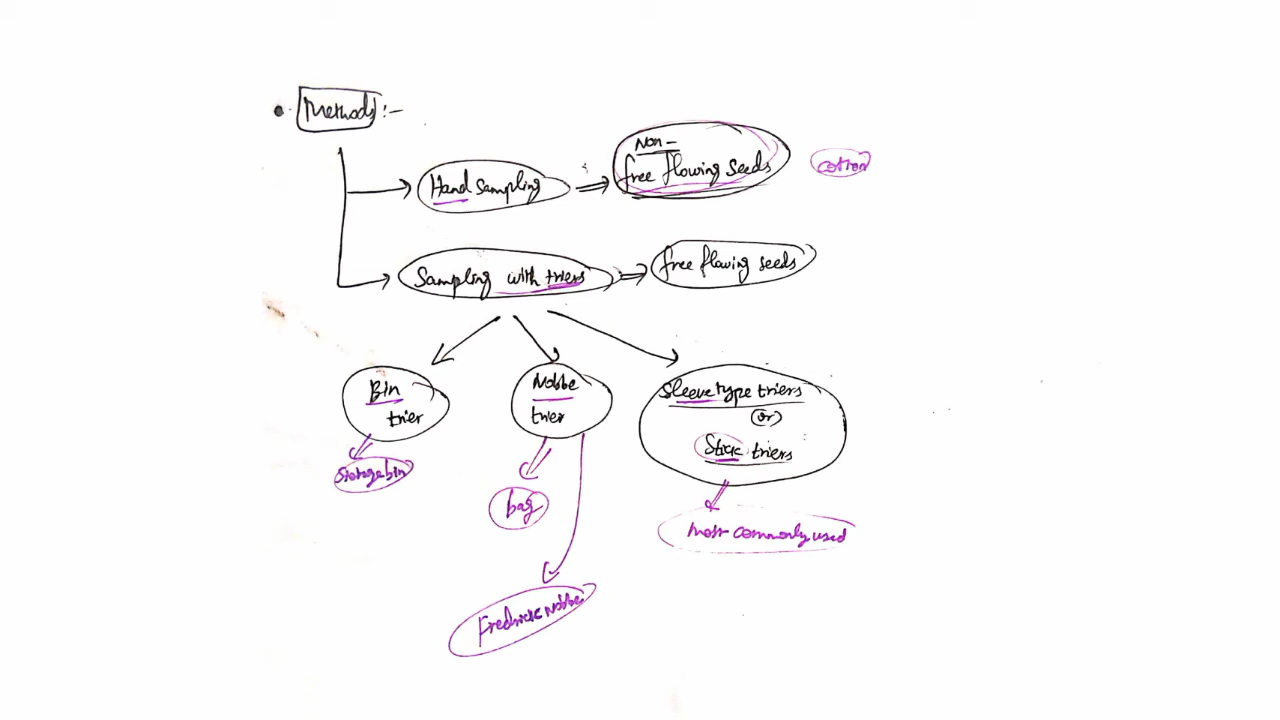 • Methods :-
Non-
Hand sampling ⇒ free flowing seeds
cotton
Sampling with triers ⇒ free flowing seeds
Bin
trier
Nobbe
trier
Sleeve type triers
(or)
Stick triers
Storage bin
bag
most commonly used
Fredrick Nobbe